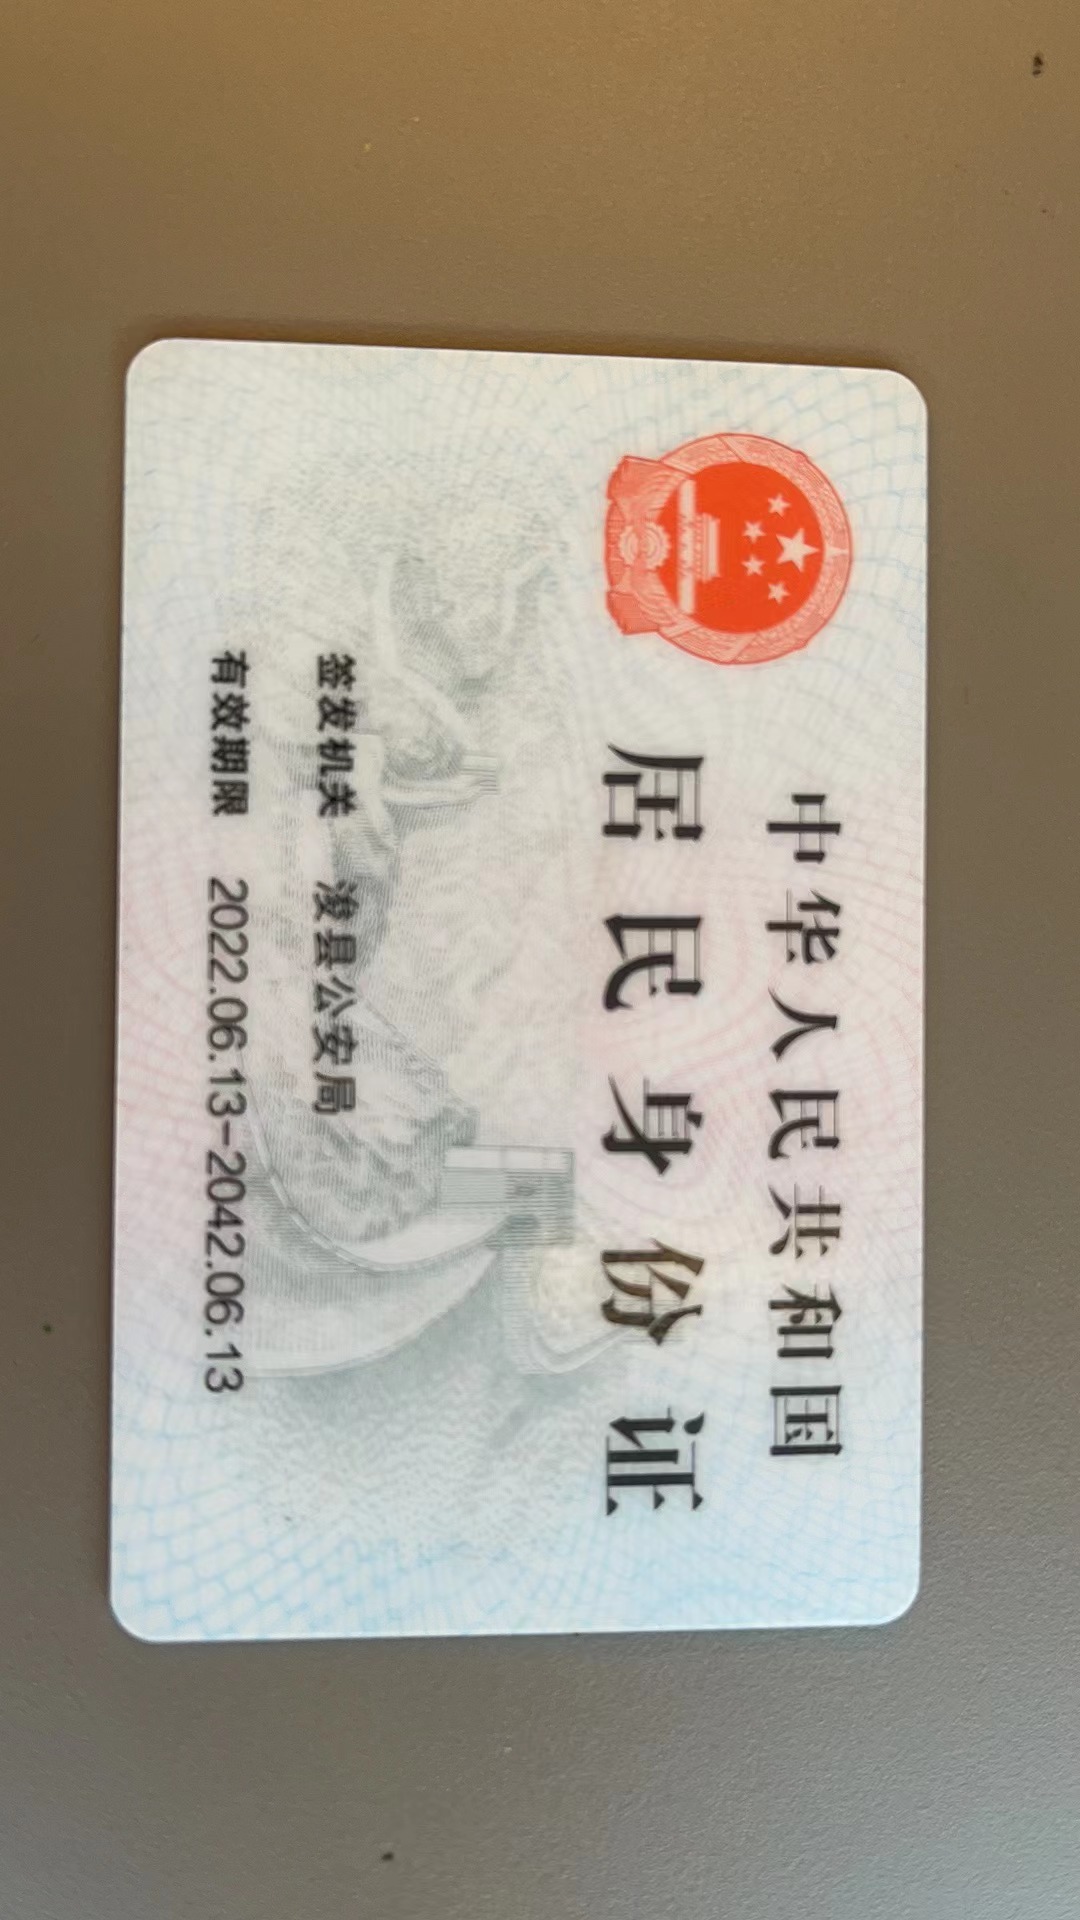 中华人民共和国
居民身份证
签发机关 浚县公安局
有效期限 2022.06.13-2042.06.13